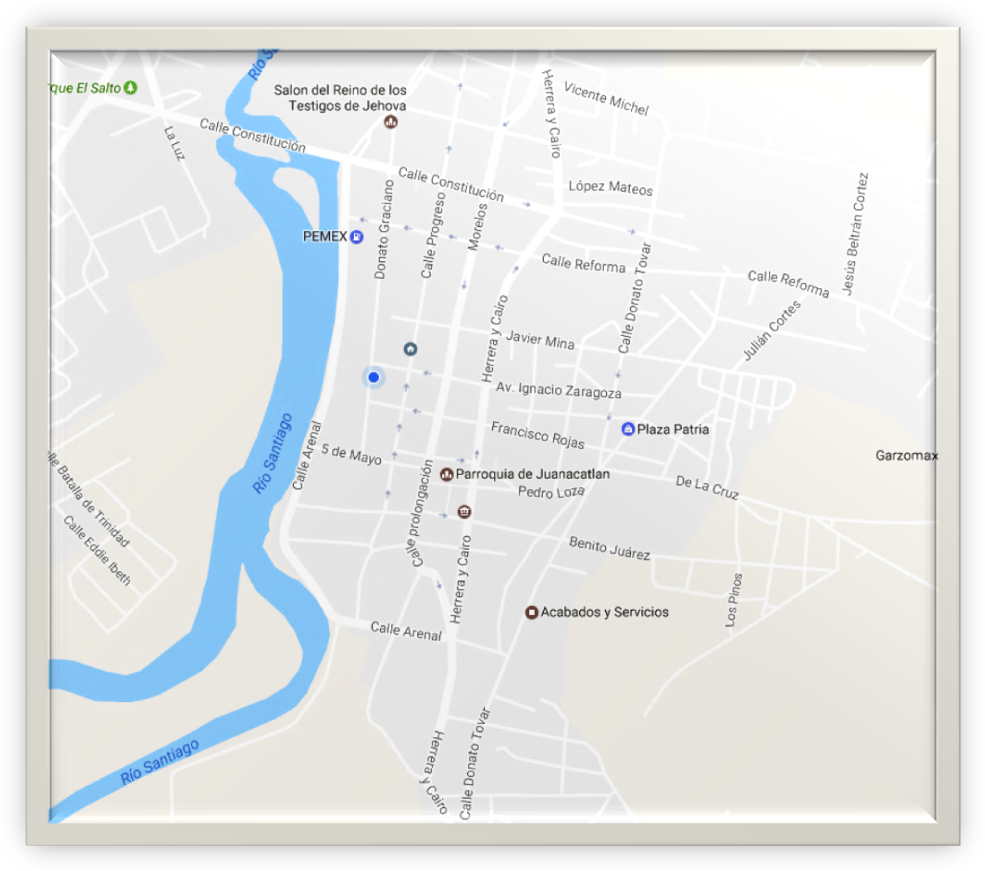 Río S
que El Salto
Salon del Reino de los
Testigos de Jehova
Vicente Michel
Herrera y Cairo
Calle Constitución
La Luz
Calle Constitución
López Mateos
Jesús Beltrán Cortez
Donato Graciano
Calle Progreso
Morelos
PEMEX
Calle Reforma
Calle Donato Tovar
Calle Reforma
Julián Cortes
Herrera y Cairo
Javier Mina
Av. Ignacio Zaragoza
Francisco Rojas
Plaza Patria
Río Santiago
Calle Arenal
5 de Mayo
Garzomax
Parroquia de Juanacatlan
Pedro Loza
De La Cruz
lle Batalla de Trinidad
Calle Eddie Ibeth
Calle prolongación
Herrera y Cairo
Benito Juárez
Los Pinos
Acabados y Servicios
Calle Arenal
Río Santiago
Herrera y Cairo
Calle Donato Tovar